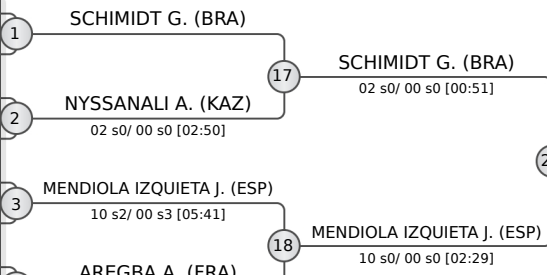 SCHIMIDT G. (BRA)
1
SCHIMIDT G. (BRA)
17
02 s0/ 00 s0 [00:51]
NYSSANALI A. (KAZ)
2
02 s0/ 00 s0 [02:50]
MENDIOLA IZQUIETA J. (ESP)
3
10 s2/ 00 s3 [05:41]
MENDIOLA IZQUIETA J. (ESP)
18
10 s0/ 00 s0 [02:29]
AREGBA A. (FRA)